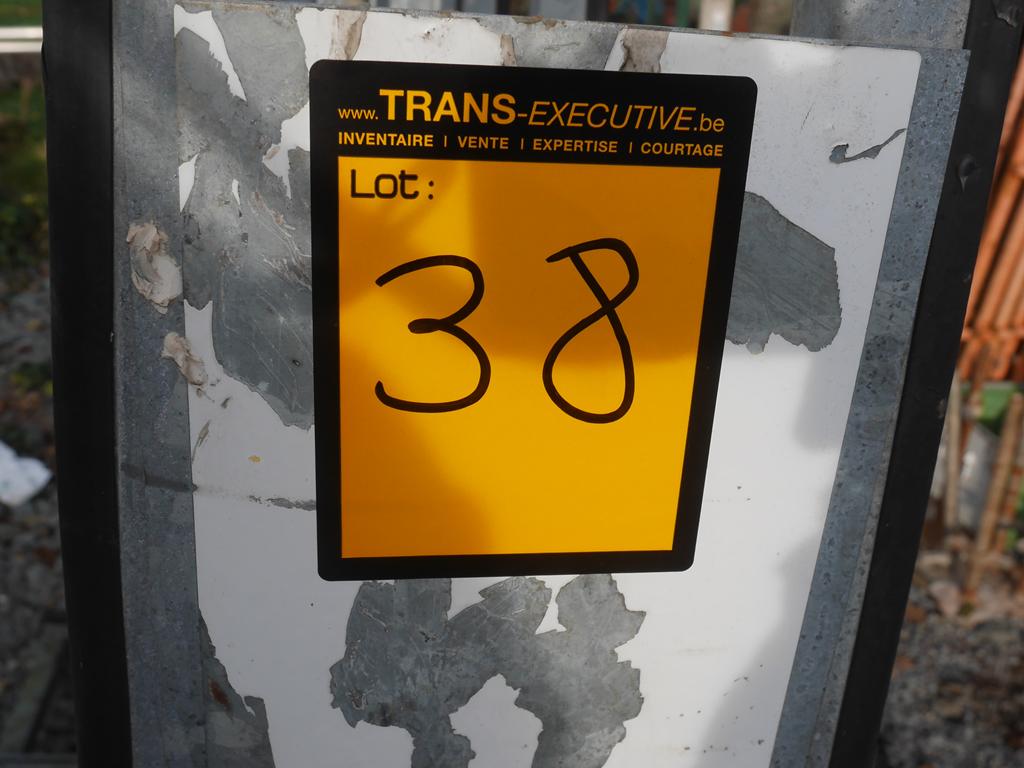 www.TRANS-EXECUTIVE.be
INVENTAIRE | VENTE | EXPERTISE | COURTAGE
Lot:
38